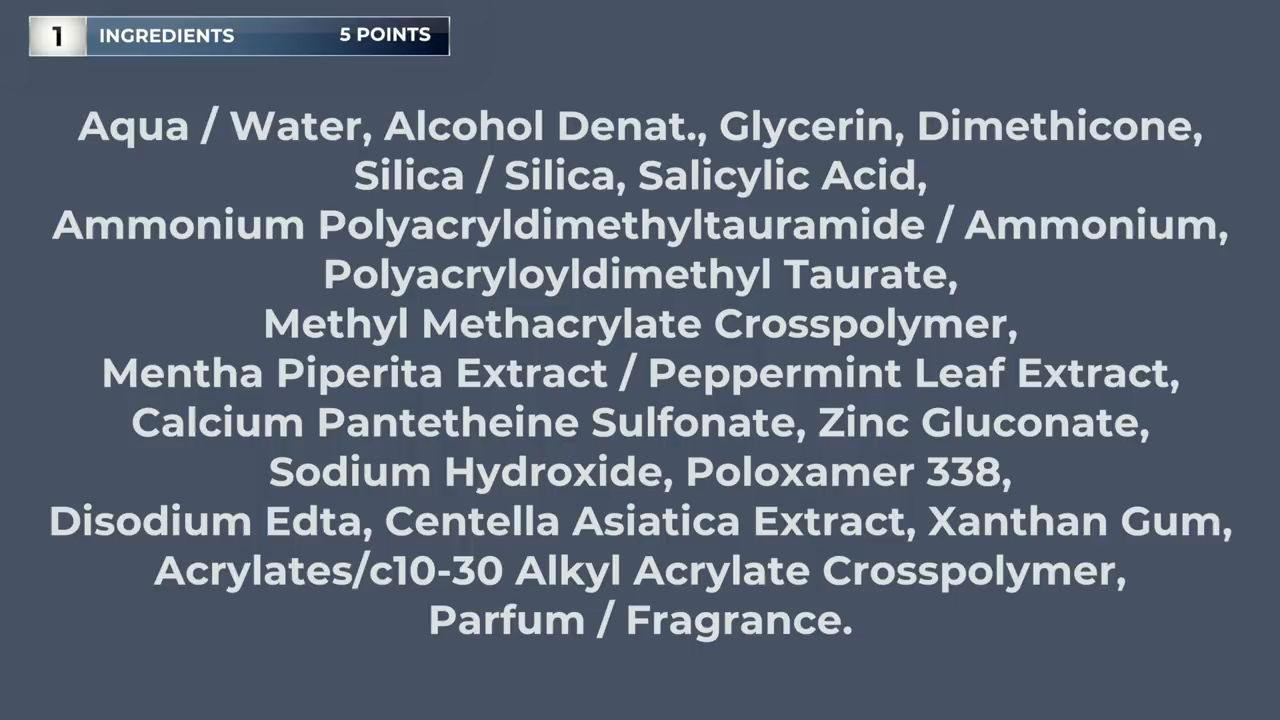 1 INGREDIENTS 5 POINTS
Aqua / Water, Alcohol Denat., Glycerin, Dimethicone,
Silica / Silica, Salicylic Acid,
Ammonium Polyacryldimethyltauramide / Ammonium,
Polyacryloyldimethyl Taurate,
Methyl Methacrylate Crosspolymer,
Mentha Piperita Extract / Peppermint Leaf Extract,
Calcium Pantetheine Sulfonate, Zinc Gluconate,
Sodium Hydroxide, Poloxamer 338,
Disodium Edta, Centella Asiatica Extract, Xanthan Gum,
Acrylates/c10-30 Alkyl Acrylate Crosspolymer,
Parfum / Fragrance.